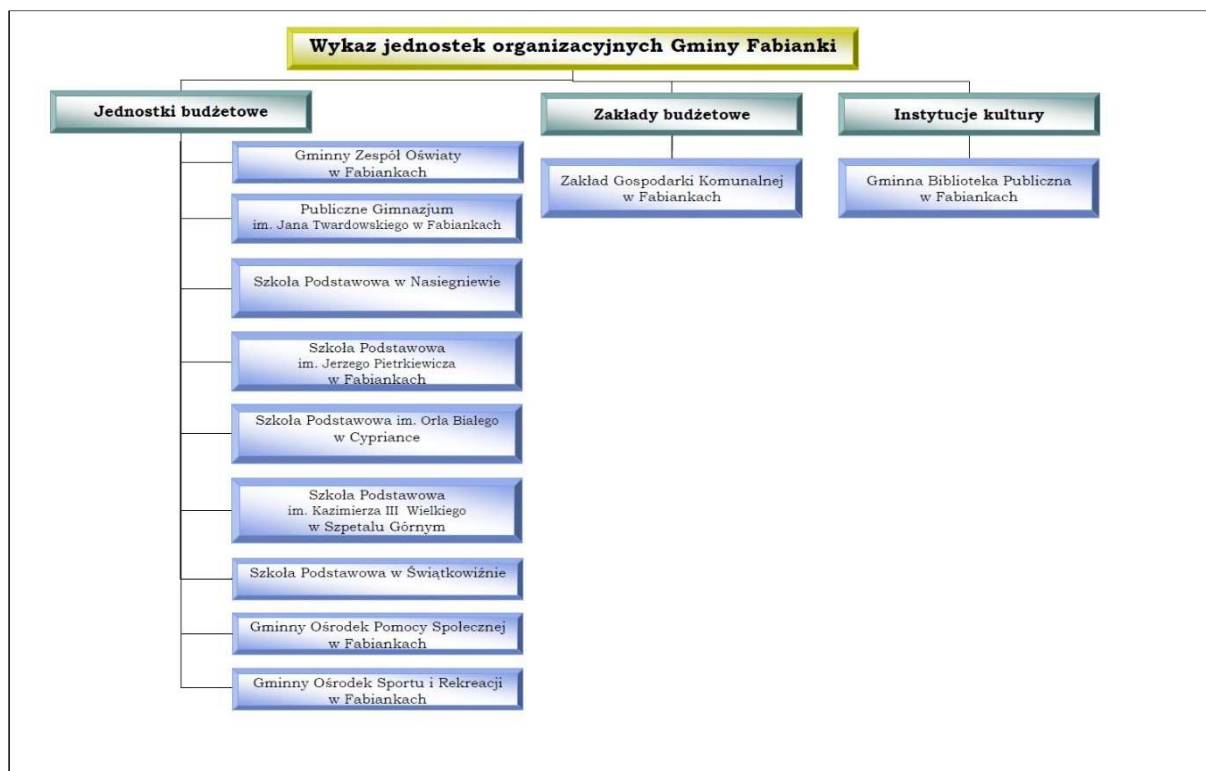 Wykaz jednostek organizacyjnych Gminy Fabianki
Jednostki budżetowe
Gminny Zespół Oświaty
w Fabiankach
Publiczne Gimnazjum
im. Jana Twardowskiego w Fabiankach
Szkoła Podstawowa w Nasiegniewie
Szkoła Podstawowa
im. Jerzego Pietrkiewicza
w Fabiankach
Szkoła Podstawowa im. Orła Białego
w Cypriance
Szkoła Podstawowa
im. Kazimierza III Wielkiego
w Szpetalu Górnym
Szkoła Podstawowa w Świątkowiźnie
Gminny Ośrodek Pomocy Społecznej
w Fabiankach
Gminny Ośrodek Sportu i Rekreacji
w Fabiankach
Zakłady budżetowe
Zakład Gospodarki Komunalnej
w Fabiankach
Instytucje kultury
Gminna Biblioteka Publiczna
w Fabiankach